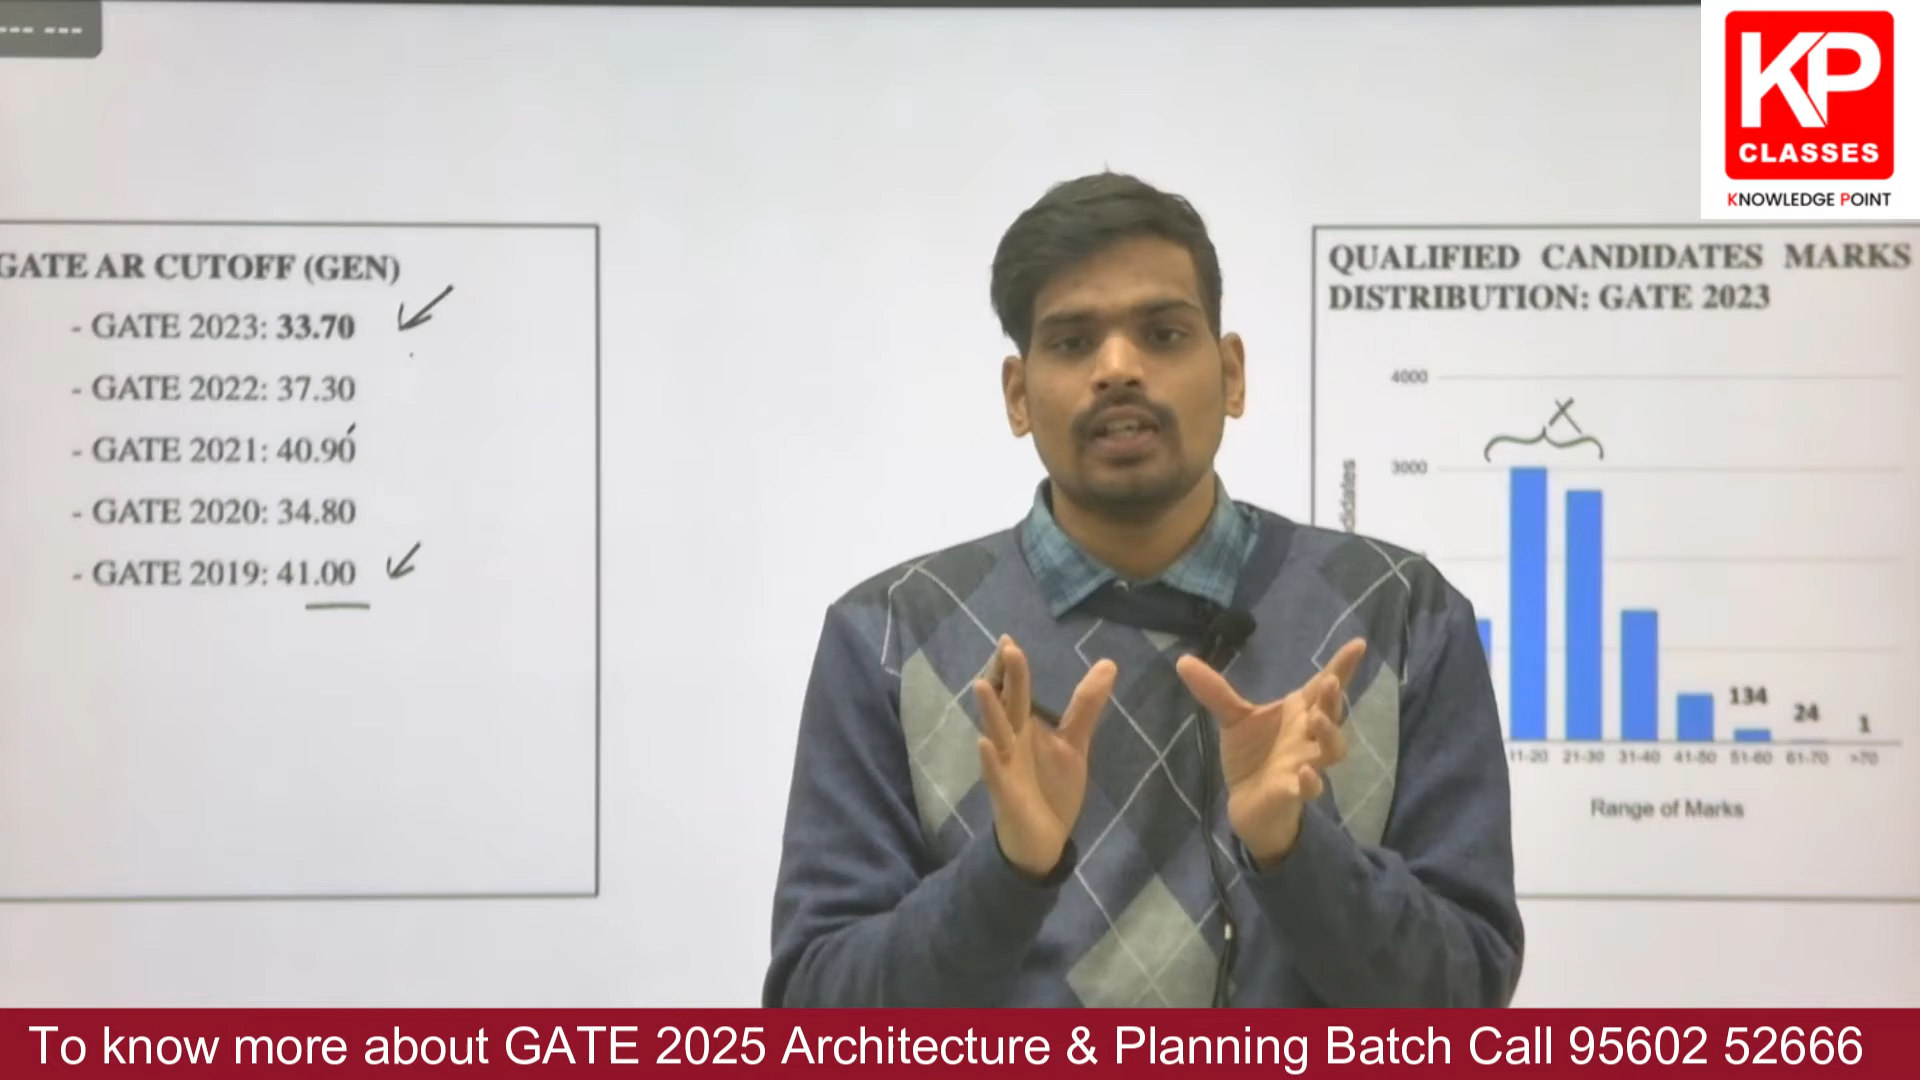 KP
CLASSES
KNOWLEDGE POINT
GATE AR CUTOFF (GEN)
- GATE 2023: 33.70
- GATE 2022: 37.30
- GATE 2021: 40.90
- GATE 2020: 34.80
- GATE 2019: 41.00
QUALIFIED CANDIDATES MARKS
DISTRIBUTION: GATE 2023
4000
X
3000
134
24
1
11-20 21-30 31-40 41-50 51-60 61-70 >70
Range of Marks
To know more about GATE 2025 Architecture & Planning Batch Call 95602 52666